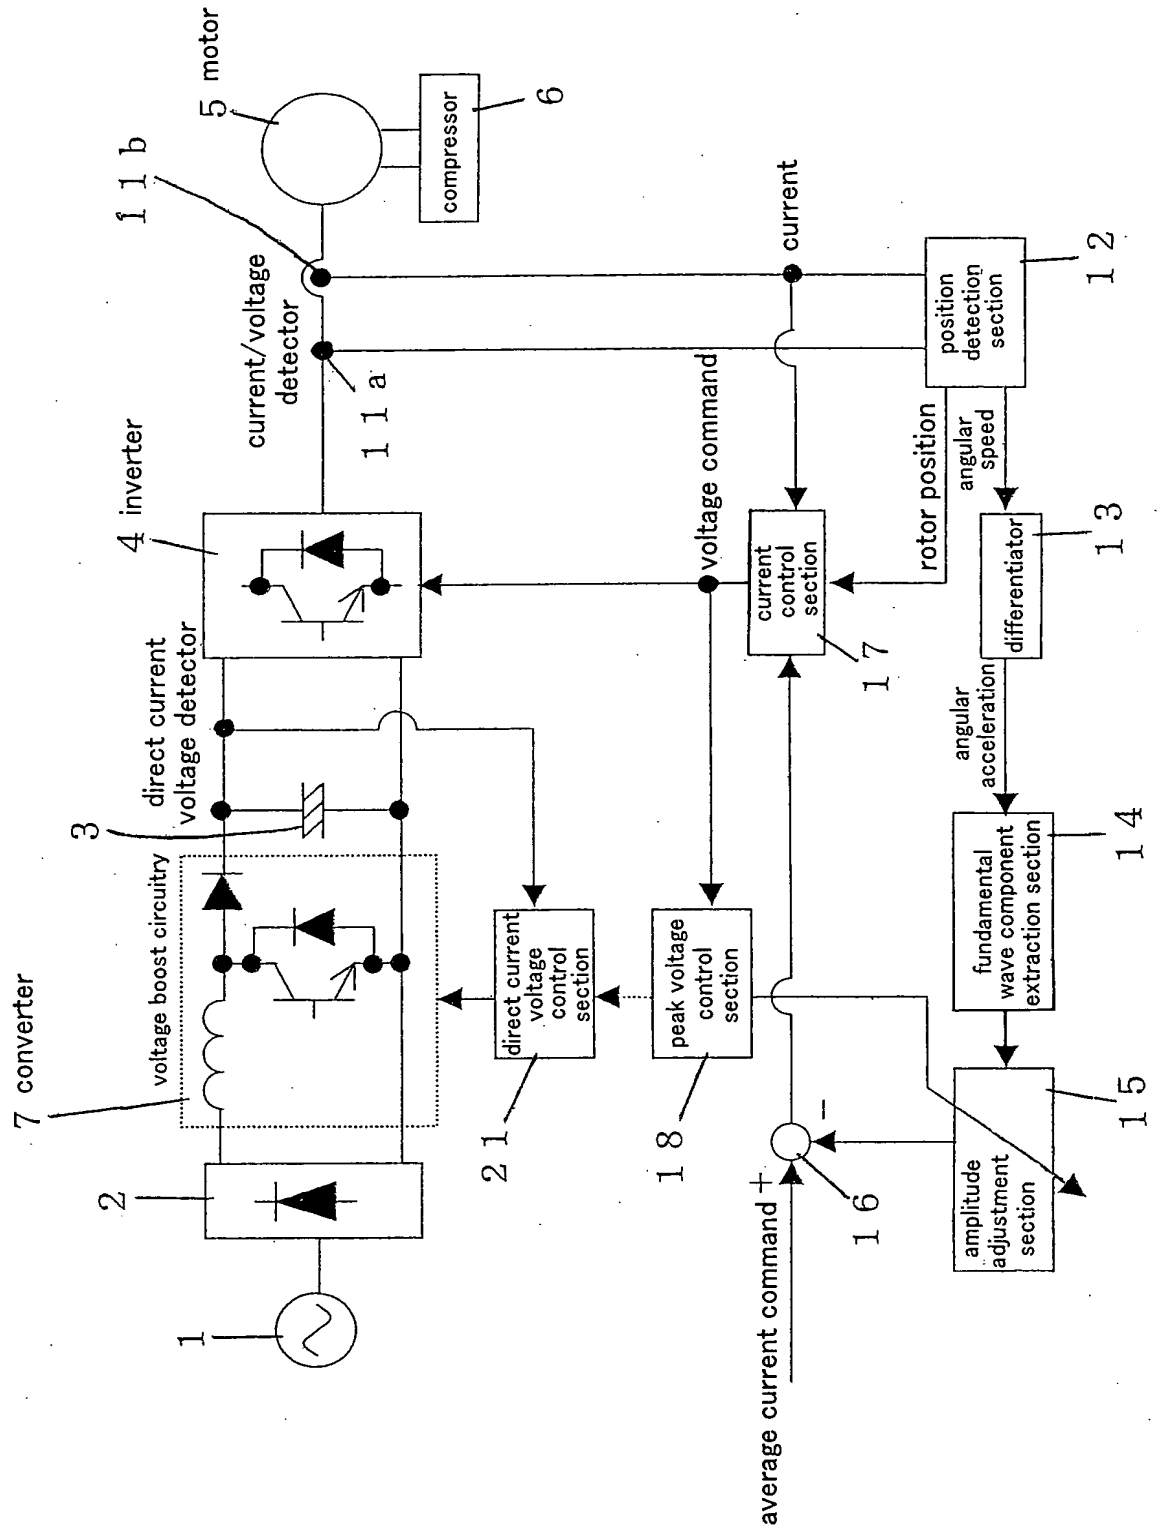 7 converter
voltage boost circuitry
3
direct current
voltage detector
4 inverter
current/voltage
detector
11b
5 motor
2
1
11a
compressor
6
direct current
voltage
control
section
21
peak voltage
control
section
18
voltage command
current
control
section
17
current
average current command
+
−
16
rotor position
angular
speed
position
detection
section
12
amplitude
adjustment
section
15
fundamental
wave component
extraction section
14
angular
acceleration
differentiator
13